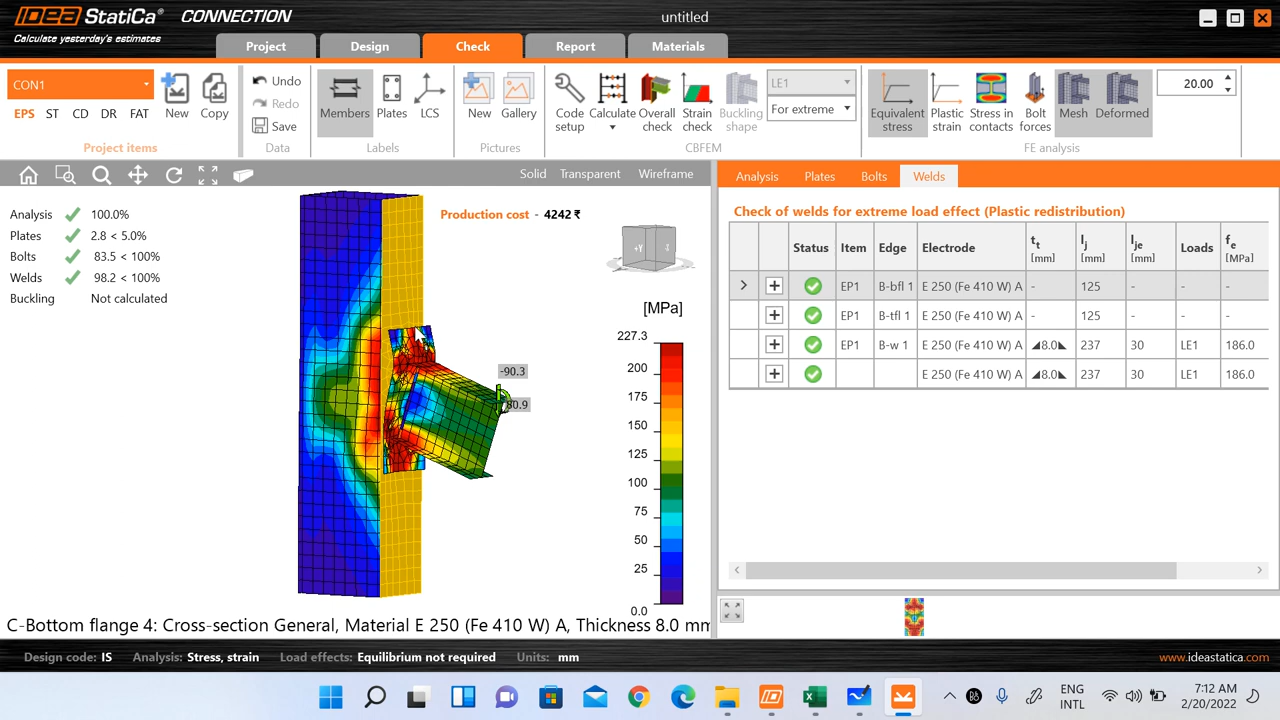 IDEA StatiCa® CONNECTION
Calculate yesterday's estimates
untitled
Project Design Check Report Materials
CON1
EPS ST CD DR FAT
New Copy
Project items
Undo
Redo
Save
Data
Members Plates LCS
Labels
New Gallery
Pictures
Code setup
Calculate
Overall check
Strain check
Buckling shape
LE1
For extreme
CBFEM
Equivalent stress
Plastic strain
Stress in contacts
Bolt forces
Mesh
Deformed
20.00
FE analysis
Solid Transparent Wireframe
Analysis 100.0%
Plates 2.8 < 5.0%
Bolts 83.5 < 100%
Welds 98.2 < 100%
Buckling Not calculated
Production cost - 4242 ₹
+Y
[MPa]
227.3
200
175
150
125
100
75
50
25
0.0
-90.3
80.9
C-Bottom flange 4: Cross-section General, Material E 250 (Fe 410 W) A, Thickness 8.0 mm
Analysis Plates Bolts Welds
Check of welds for extreme load effect (Plastic redistribution)
Status Item Edge Electrode tt [mm] lj [mm] lje [mm] Loads fe [MPa]
EP1 B-bfl 1 E 250 (Fe 410 W) A - 125 - - -
EP1 B-tfl 1 E 250 (Fe 410 W) A - 125 - - -
EP1 B-w 1 E 250 (Fe 410 W) A ◢8.0◣ 237 30 LE1 186.0
E 250 (Fe 410 W) A ◢8.0◣ 237 30 LE1 186.0
Design code: IS Analysis: Stress, strain Load effects: Equilibrium not required Units: mm
www.ideastatica.com
ENG
INTL
7:12 AM
2/20/2022